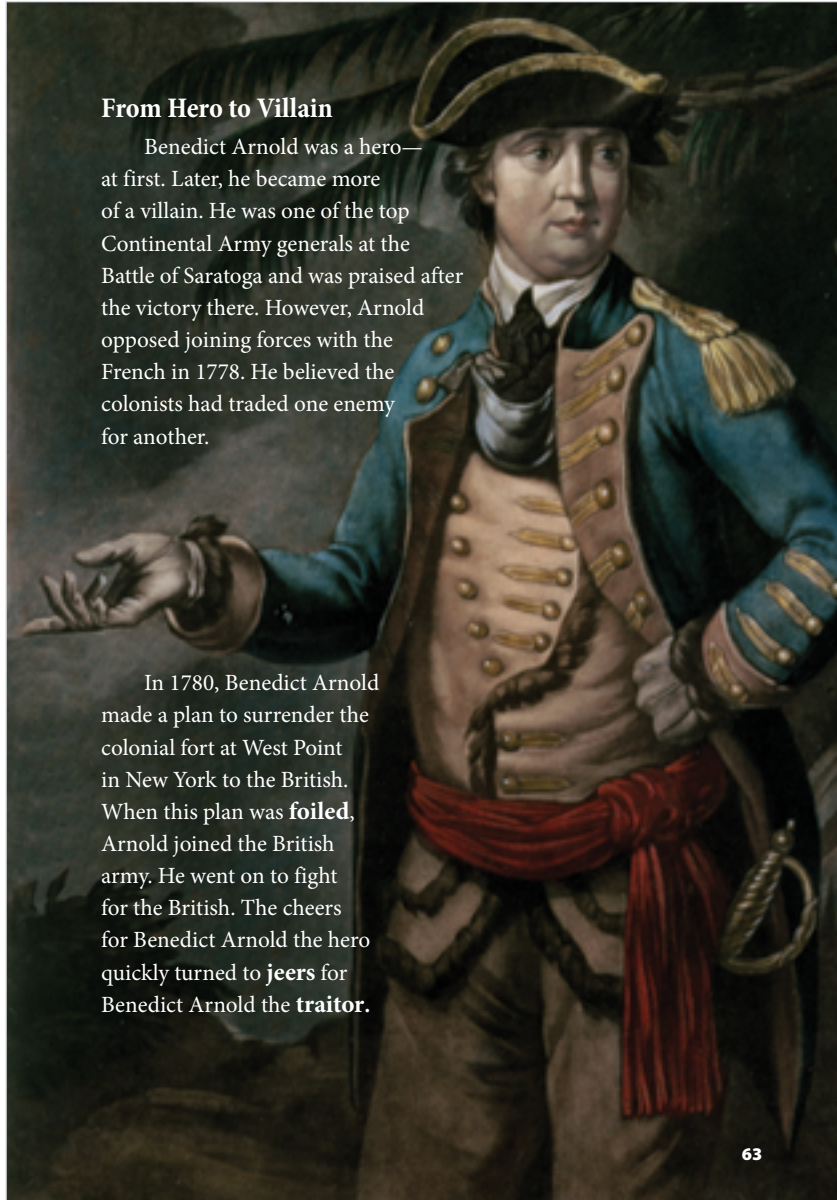 From Hero to Villain
Benedict Arnold was a hero—
at first. Later, he became more
of a villain. He was one of the top
Continental Army generals at the
Battle of Saratoga and was praised after
the victory there. However, Arnold
opposed joining forces with the
French in 1778. He believed the
colonists had traded one enemy
for another.
In 1780, Benedict Arnold
made a plan to surrender the
colonial fort at West Point
in New York to the British.
When this plan was foiled,
Arnold joined the British
army. He went on to fight
for the British. The cheers
for Benedict Arnold the hero
quickly turned to jeers for
Benedict Arnold the traitor.
63